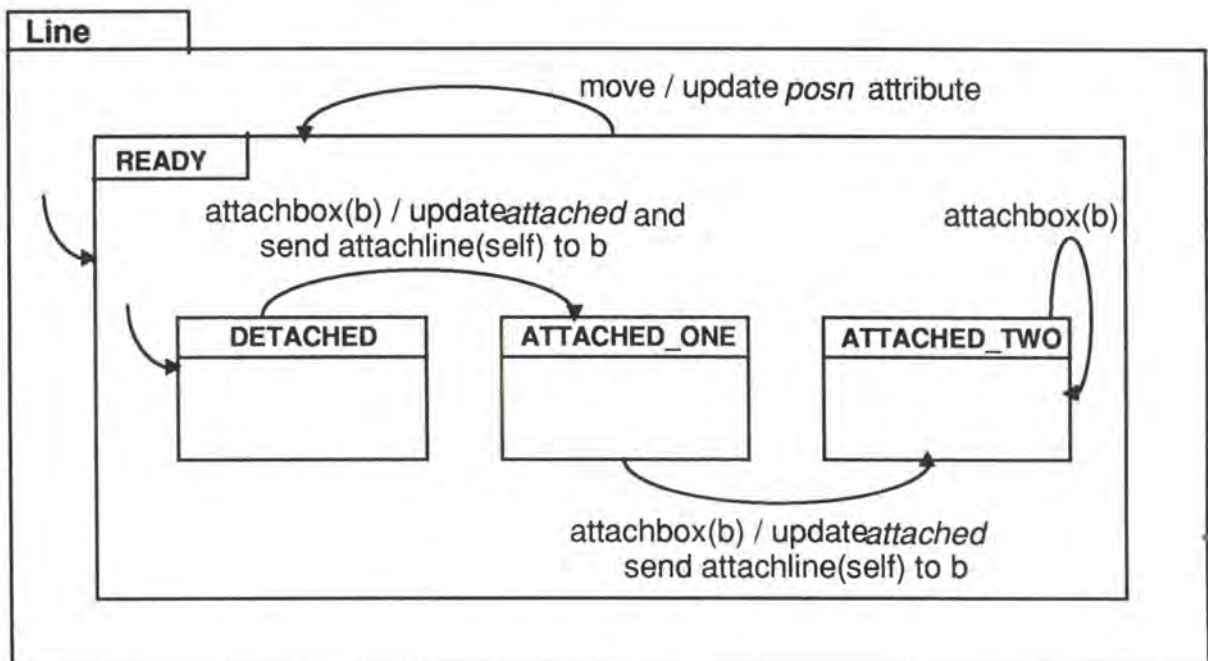 Line
move / update posn attribute
READY
attachbox(b) / updateattached and
send attachline(self) to b
attachbox(b)
DETACHED
ATTACHED_ONE
ATTACHED_TWO
attachbox(b) / updateattached
send attachline(self) to b